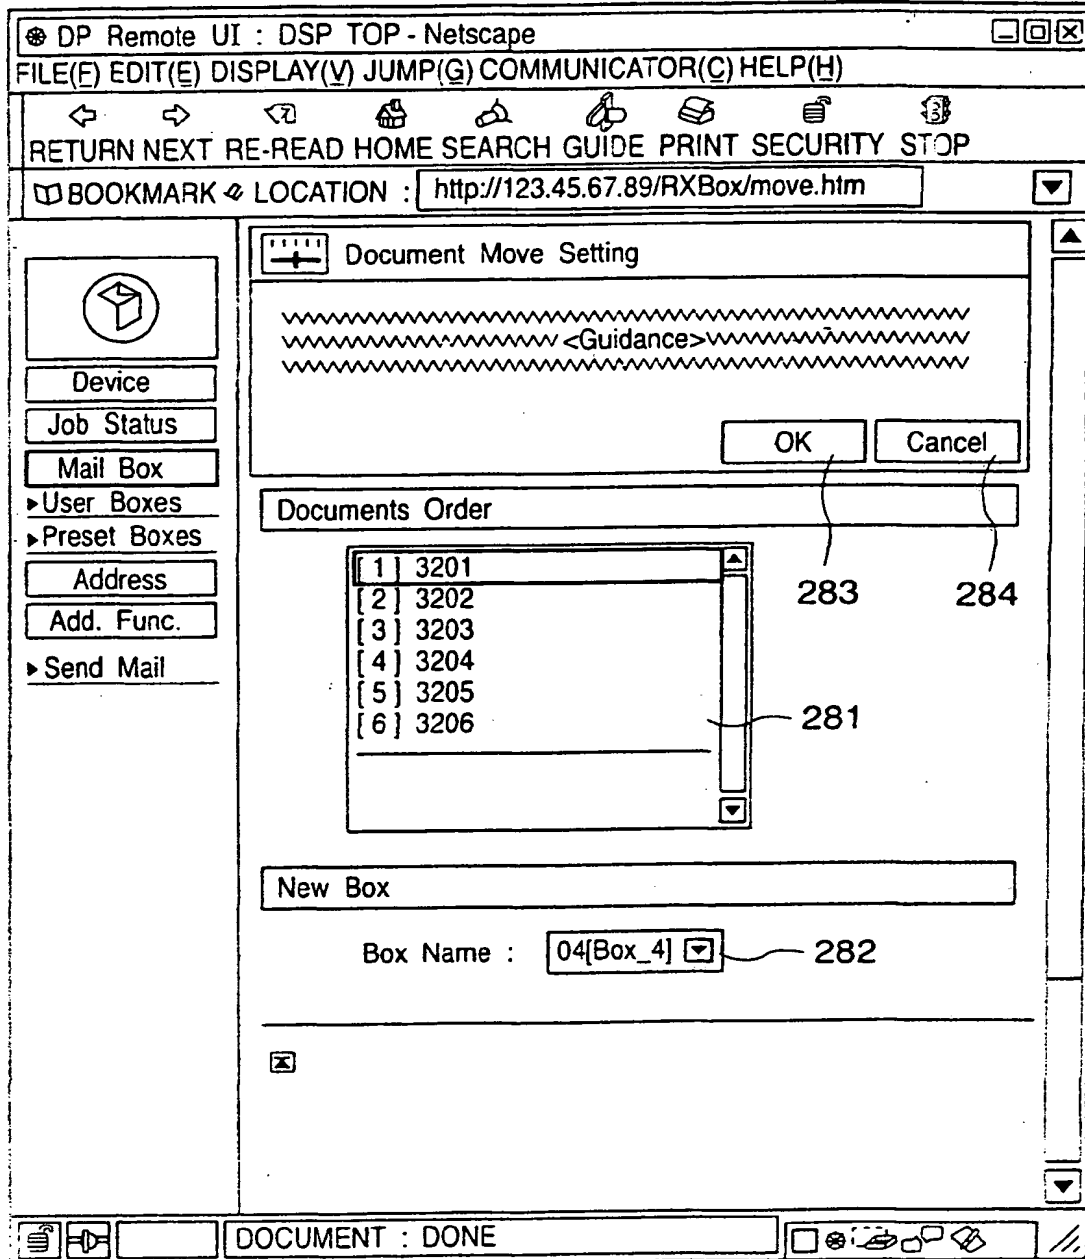 DP Remote UI : DSP TOP - Netscape
FILE(F) EDIT(E) DISPLAY(V) JUMP(G) COMMUNICATOR(C) HELP(H)
RETURN NEXT RE-READ HOME SEARCH GUIDE PRINT SECURITY STOP
BOOKMARK LOCATION : http://123.45.67.89/RXBox/move.htm
Document Move Setting
<Guidance>
OK Cancel
283 284
Device
Job Status
Mail Box
User Boxes
Preset Boxes
Address
Add. Func.
Send Mail
Documents Order
[ 1 ] 3201
[ 2 ] 3202
[ 3 ] 3203
[ 4 ] 3204
[ 5 ] 3205
[ 6 ] 3206
281
New Box
Box Name : 04[Box_4] 282
DOCUMENT : DONE